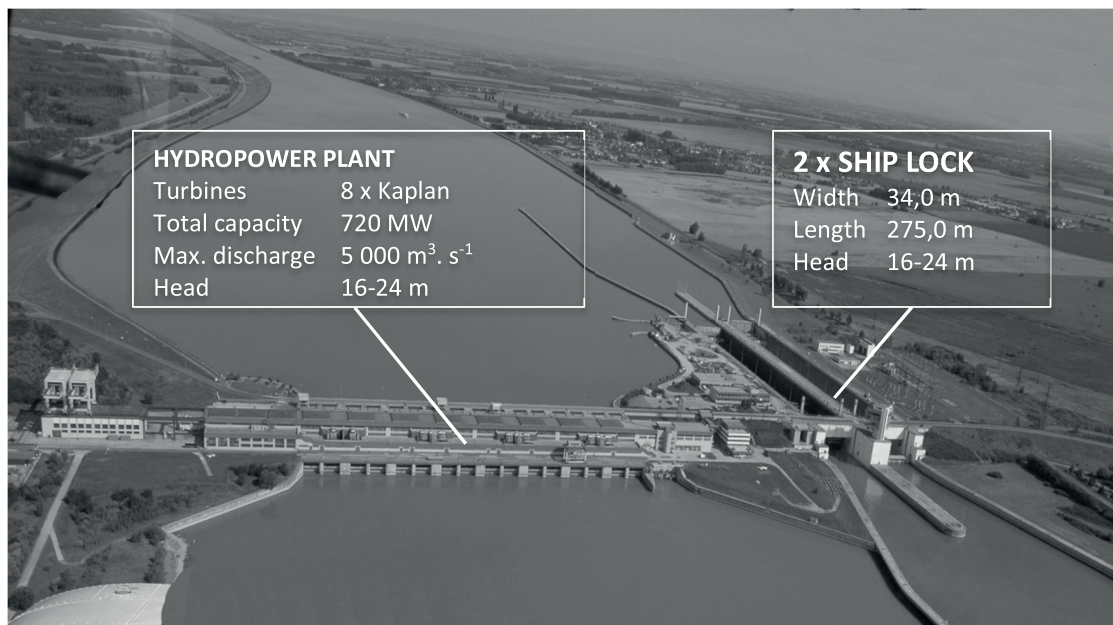 HYDROPOWER PLANT
Turbines 8 x Kaplan
Total capacity 720 MW
Max. discharge 5 000 m³. s⁻¹
Head 16-24 m
2 x SHIP LOCK
Width 34,0 m
Length 275,0 m
Head 16-24 m